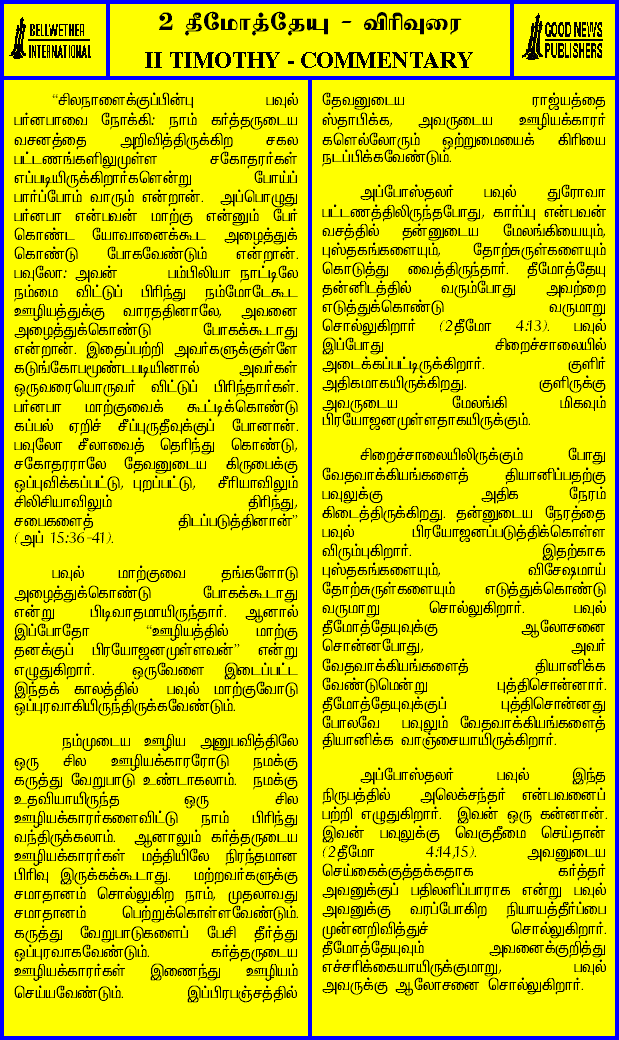 BELLWETHER
INTERNATIONAL
2 தீமோத்தேயு - விரிவுரை
II TIMOTHY - COMMENTARY
GOOD NEWS
PUBLISHERS
“சிலநாளைக்குப்பின்பு பவுல்
பர்னபாவை நோக்கி: நாம் கர்த்தருடைய
வசனத்தை அறிவித்திருக்கிற சகல
பட்டணங்களிலுமுள்ள சகோதரர்கள்
எப்படியிருக்கிறார்களென்று போய்ப்
பார்ப்போம் வாரும் என்றான். அப்பொழுது
பர்னபா என்பவன் மாற்கு என்னும் பேர்
கொண்ட யோவானைக்கூட அழைத்துக்
கொண்டு போகவேண்டும் என்றான்.
பவுலோ: அவன் பம்பிலியா நாட்டிலே
நம்மை விட்டுப் பிரிந்து நம்மோடேகூட
ஊழியத்துக்கு வாரததினாலே, அவனை
அழைத்துக்கொண்டு போகக்கூடாது
என்றான். இதைப்பற்றி அவர்களுக்குள்ளே
கடுங்கோபமூண்டபடியினால் அவர்கள்
ஒருவரையொருவர் விட்டுப் பிரிந்தார்கள்.
பர்னபா மாற்குவைக் கூட்டிக்கொண்டு
கப்பல் ஏறிச் சீப்புருதீவுக்குப் போனான்.
பவுலோ சீலாவைத் தெரிந்து கொண்டு,
சகோதரராலே தேவனுடைய கிருபைக்கு
ஒப்புவிக்கப்பட்டு, புறப்பட்டு, சீரியாவிலும்
சிலிசியாவிலும் திரிந்து,
சபைகளைத் திடப்படுத்தினான்”
(அப் 15:36-41).
பவுல் மாற்குவை தங்களோடு
அழைத்துக்கொண்டு போகக்கூடாது
என்று பிடிவாதமாயிருந்தார். ஆனால்
இப்போதோ “ஊழியத்தில் மாற்கு
தனக்குப் பிரயோஜனமுள்ளவன்” என்று
எழுதுகிறார். ஒருவேளை இடைப்பட்ட
இந்தக் காலத்தில் பவுல் மாற்குவோடு
ஒப்புரவாகியிருந்திருக்கவேண்டும்.
நம்முடைய ஊழிய அனுபவித்திலே
ஒரு சில ஊழியக்காரரோடு நமக்கு
கருத்து வேறுபாடு உண்டாகலாம். நமக்கு
உதவியாயிருந்த ஒரு சில
ஊழியக்காரர்களைவிட்டு நாம் பிரிந்து
வந்திருக்கலாம். ஆனாலும் கர்த்தருடைய
ஊழியக்காரர்கள் மத்தியிலே நிரந்தமான
பிரிவு இருக்கக்கூடாது. மற்றவர்களுக்கு
சமாதானம் சொல்லுகிற நாம், முதலாவது
சமாதானம் பெற்றுக்கொள்ளவேண்டும்.
கருத்து வேறுபாடுகளைப் பேசி தீர்த்து
ஒப்புரவாகவேண்டும். கர்த்தருடைய
ஊழியக்காரர்கள் இணைந்து ஊழியம்
செய்யவேண்டும். இப்பிரபஞ்சத்தில்
தேவனுடைய ராஜ்யத்தை
ஸ்தாபிக்க, அவருடைய ஊழியக்காரர்
களெல்லோரும் ஒற்றுமையைக் கிரியை
நடப்பிக்கவேண்டும்.
அப்போஸ்தலர் பவுல் துரோவா
பட்டணத்திலிருந்தபோது, கார்ப்பு என்பவன்
வசத்தில் தன்னுடைய மேலங்கியையும்,
புஸ்தகங்களையும், தோற்சுருள்களையும்
கொடுத்து வைத்திருந்தார். தீமோத்தேயு
தன்னிடத்தில் வரும்போது அவற்றை
எடுத்துக்கொண்டு வருமாறு
சொல்லுகிறார் (2தீமோ 4:13). பவுல்
இப்போது சிறைச்சாலையில்
அடைக்கப்பட்டிருக்கிறார். குளிர்
அதிகமாகயிருக்கிறது. குளிருக்கு
அவருடைய மேலங்கி மிகவும்
பிரயோஜனமுள்ளதாகயிருக்கும்.
சிறைச்சாலையிலிருக்கும் போது
வேதவாக்கியங்களைத் தியானிப்பதற்கு
பவுலுக்கு அதிக நேரம்
கிடைத்திருக்கிறது. தன்னுடைய நேரத்தை
பவுல் பிரயோஜனப்படுத்திக்கொள்ள
விரும்புகிறார். இதற்காக
புஸ்தகங்களையும், விசேஷமாய்
தோற்சுருள்களையும் எடுத்துக்கொண்டு
வருமாறு சொல்லுகிறார். பவுல்
தீமோத்தேயுவுக்கு ஆலோசனை
சொன்னபோது, அவர்
வேதவாக்கியங்களைத் தியானிக்க
வேண்டுமென்று புத்திசொன்னார்.
தீமோத்தேயுவுக்குப் புத்திசொன்னது
போலவே பவுலும் வேதவாக்கியங்களைத்
தியானிக்க வாஞ்சையாயிருக்கிறார்.
அப்போஸ்தலர் பவுல் இந்த
நிருபத்தில் அலெக்சந்தர் என்பவனைப்
பற்றி எழுதுகிறார். இவன் ஒரு கன்னான்.
இவன் பவுலுக்கு வெகுதீமை செய்தான்
(2தீமோ 4:14,15). அவனுடைய
செய்கைக்குத்தக்கதாக கர்த்தர்
அவனுக்குப் பதிலளிப்பாராக என்று பவுல்
அவனுக்கு வரப்போகிற நியாயத்தீர்ப்பை
முன்னறிவித்துச் சொல்லுகிறார்.
தீமோத்தேயுவும் அவனைக்குறித்து
எச்சரிக்கையாயிருக்குமாறு, பவுல்
அவருக்கு ஆலோசனை சொல்லுகிறார்.